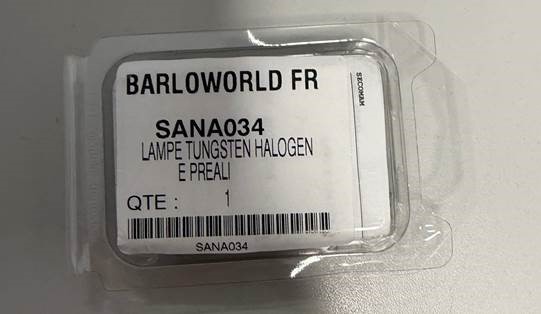 BARLOWORLD FR
SECOMAM
SANA034
LAMPE TUNGSTEN HALOGEN
E PREALI
QTE : 1
SANA034